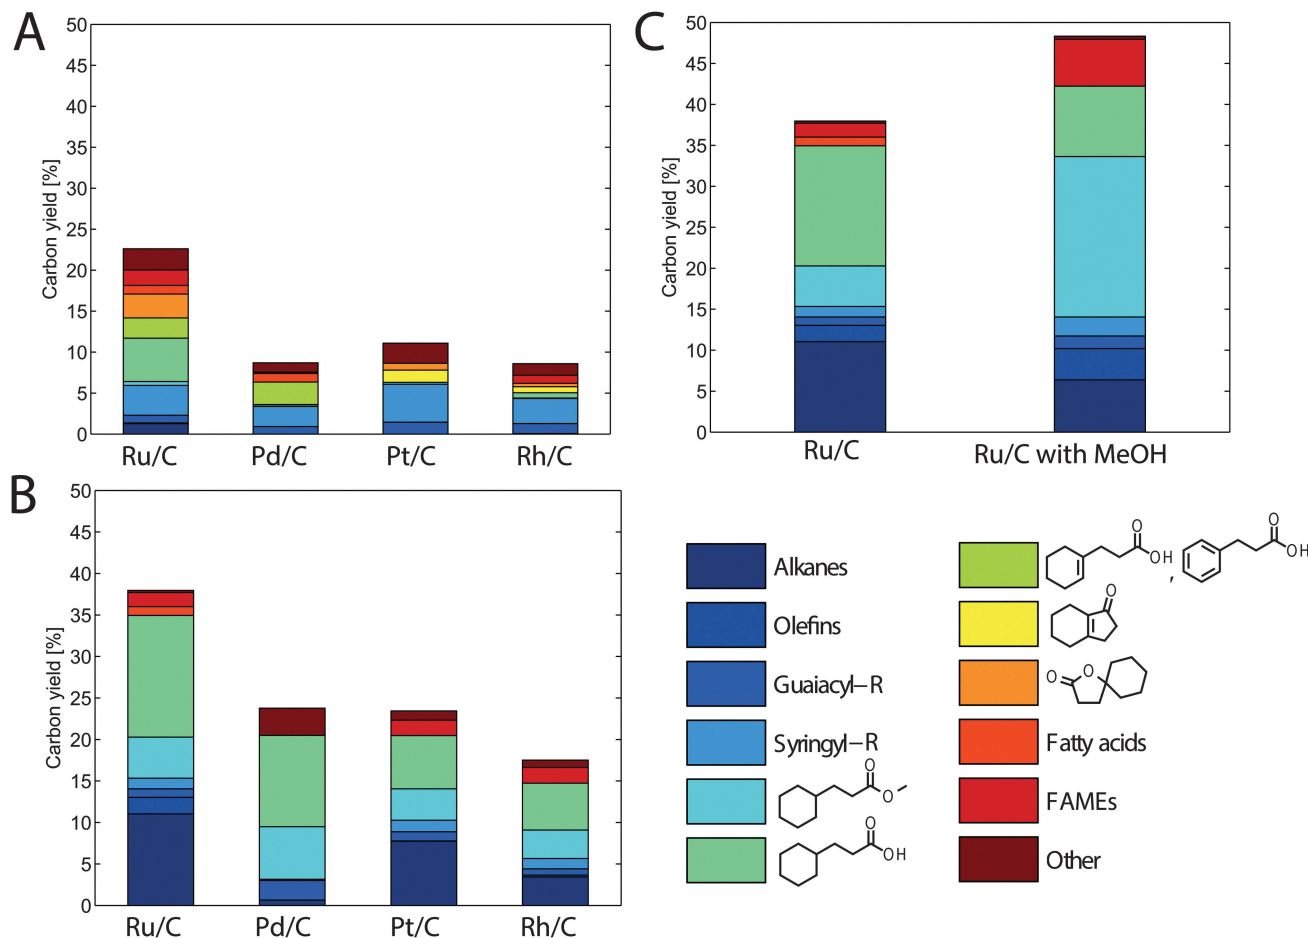 A
50
45
40
35
30
25
20
15
10
5
0
Carbon yield [%]
Ru/C Pd/C Pt/C Rh/C
C
50
45
40
35
30
25
20
15
10
5
0
Carbon yield [%]
Ru/C Ru/C with MeOH
B
50
45
40
35
30
25
20
15
10
5
0
Carbon yield [%]
Ru/C Pd/C Pt/C Rh/C
Alkanes
Olefins
Guaiacyl–R
Syringyl–R
O
O
O
OH
O
OH
,
O
OH
O
O
O
Fatty acids
FAMEs
Other